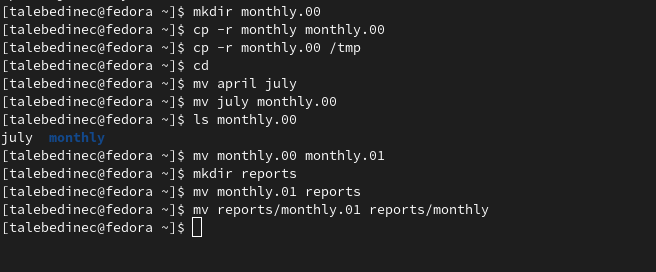 [talebedinec@fedora ~]$ mkdir monthly.00
[talebedinec@fedora ~]$ cp -r monthly monthly.00
[talebedinec@fedora ~]$ cp -r monthly.00 /tmp
[talebedinec@fedora ~]$ cd
[talebedinec@fedora ~]$ mv april july
[talebedinec@fedora ~]$ mv july monthly.00
[talebedinec@fedora ~]$ ls monthly.00
july  monthly
[talebedinec@fedora ~]$ mv monthly.00 monthly.01
[talebedinec@fedora ~]$ mkdir reports
[talebedinec@fedora ~]$ mv monthly.01 reports
[talebedinec@fedora ~]$ mv reports/monthly.01 reports/monthly
[talebedinec@fedora ~]$